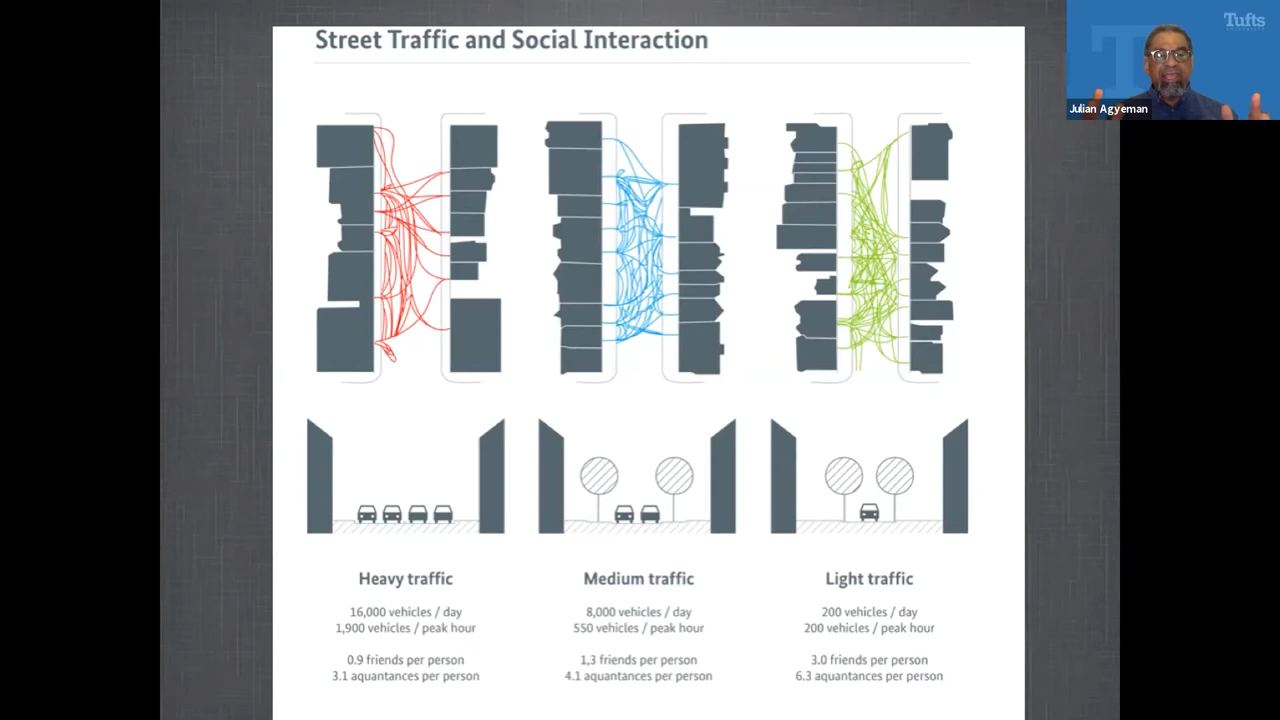 Street Traffic and Social Interaction
Tufts
Julian Agyeman
Heavy traffic
16,000 vehicles / day
1,900 vehicles / peak hour
0.9 friends per person
3.1 aquantances per person
Medium traffic
8,000 vehicles / day
550 vehicles / peak hour
1,3 friends per person
4.1 aquantances per person
Light traffic
200 vehicles / day
200 vehicles / peak hour
3.0 friends per person
6.3 aquantances per person